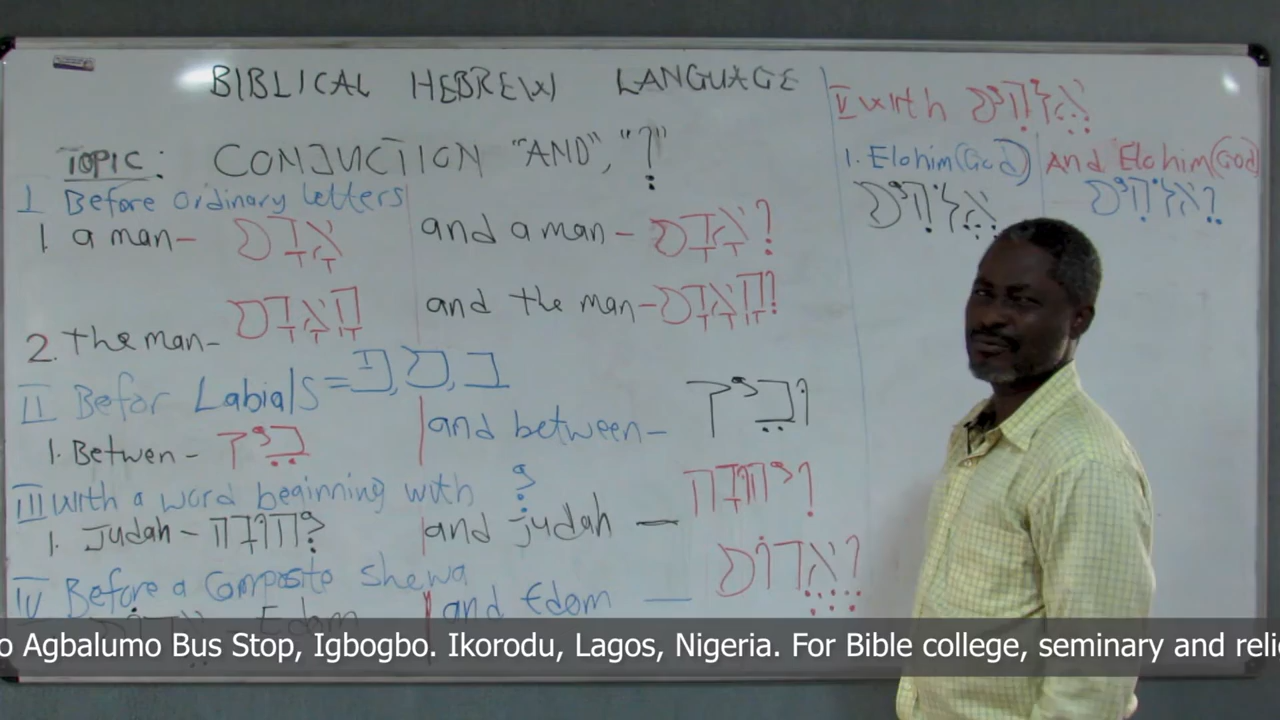 BIBLICAL HEBREW LANGUAGE
TOPIC: CONJUCTION "AND", "וְ"
I Before ordinary letters
1. a man- אָדָם and a man - וְאָדָם
2. The man- הָאָדָם and the man - וְהָאָדָם
II Befor Labials = פ, מ, ב
1. Betwen - בֵּין and between - וּבֵין
III With a word beginning with יְ
1. Judah - יְהוּדָה and judah - וִיהוּדָה
IV Before a Composite Shewa
Edom and Edom - וֶאֱדוֹם
V with אֱלֹהִים
1. Elohim (God) And Elohim (God)
אֱלֹהִים וֵאלֹהִים
o Agbalumo Bus Stop, Igbogbo. Ikorodu, Lagos, Nigeria. For Bible college, seminary and reli